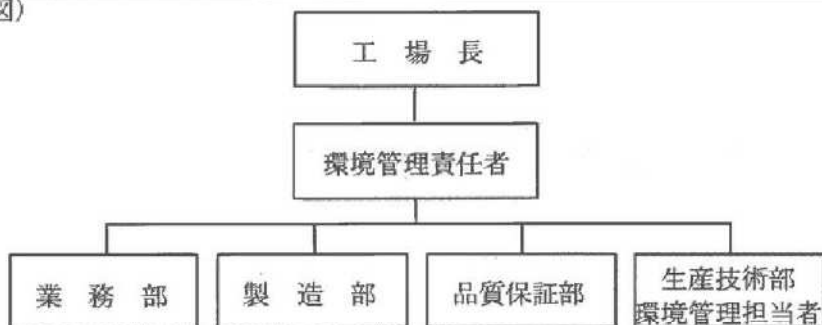 図)
工場長
環境管理責任者
業務部
製造部
品質保証部
生産技術部
環境管理担当者